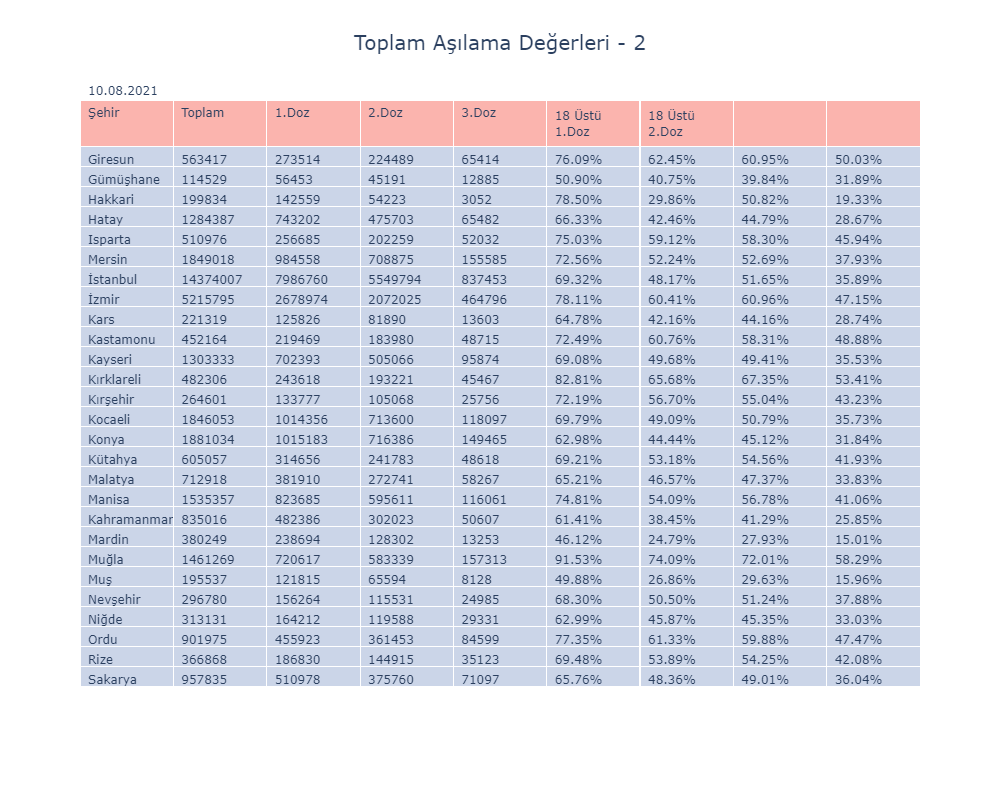 Toplam Aşılama Değerleri - 2
10.08.2021
Şehir Toplam 1.Doz 2.Doz 3.Doz 18 Üstü 1.Doz 18 Üstü 2.Doz
Giresun 563417 273514 224489 65414 76.09% 62.45% 60.95% 50.03%
Gümüşhane 114529 56453 45191 12885 50.90% 40.75% 39.84% 31.89%
Hakkari 199834 142559 54223 3052 78.50% 29.86% 50.82% 19.33%
Hatay 1284387 743202 475703 65482 66.33% 42.46% 44.79% 28.67%
Isparta 510976 256685 202259 52032 75.03% 59.12% 58.30% 45.94%
Mersin 1849018 984558 708875 155585 72.56% 52.24% 52.69% 37.93%
İstanbul 14374007 7986760 5549794 837453 69.32% 48.17% 51.65% 35.89%
İzmir 5215795 2678974 2072025 464796 78.11% 60.41% 60.96% 47.15%
Kars 221319 125826 81890 13603 64.78% 42.16% 44.16% 28.74%
Kastamonu 452164 219469 183980 48715 72.49% 60.76% 58.31% 48.88%
Kayseri 1303333 702393 505066 95874 69.08% 49.68% 49.41% 35.53%
Kırklareli 482306 243618 193221 45467 82.81% 65.68% 67.35% 53.41%
Kırşehir 264601 133777 105068 25756 72.19% 56.70% 55.04% 43.23%
Kocaeli 1846053 1014356 713600 118097 69.79% 49.09% 50.79% 35.73%
Konya 1881034 1015183 716386 149465 62.98% 44.44% 45.12% 31.84%
Kütahya 605057 314656 241783 48618 69.21% 53.18% 54.56% 41.93%
Malatya 712918 381910 272741 58267 65.21% 46.57% 47.37% 33.83%
Manisa 1535357 823685 595611 116061 74.81% 54.09% 56.78% 41.06%
Kahramanmar 835016 482386 302023 50607 61.41% 38.45% 41.29% 25.85%
Mardin 380249 238694 128302 13253 46.12% 24.79% 27.93% 15.01%
Muğla 1461269 720617 583339 157313 91.53% 74.09% 72.01% 58.29%
Muş 195537 121815 65594 8128 49.88% 26.86% 29.63% 15.96%
Nevşehir 296780 156264 115531 24985 68.30% 50.50% 51.24% 37.88%
Niğde 313131 164212 119588 29331 62.99% 45.87% 45.35% 33.03%
Ordu 901975 455923 361453 84599 77.35% 61.33% 59.88% 47.47%
Rize 366868 186830 144915 35123 69.48% 53.89% 54.25% 42.08%
Sakarya 957835 510978 375760 71097 65.76% 48.36% 49.01% 36.04%